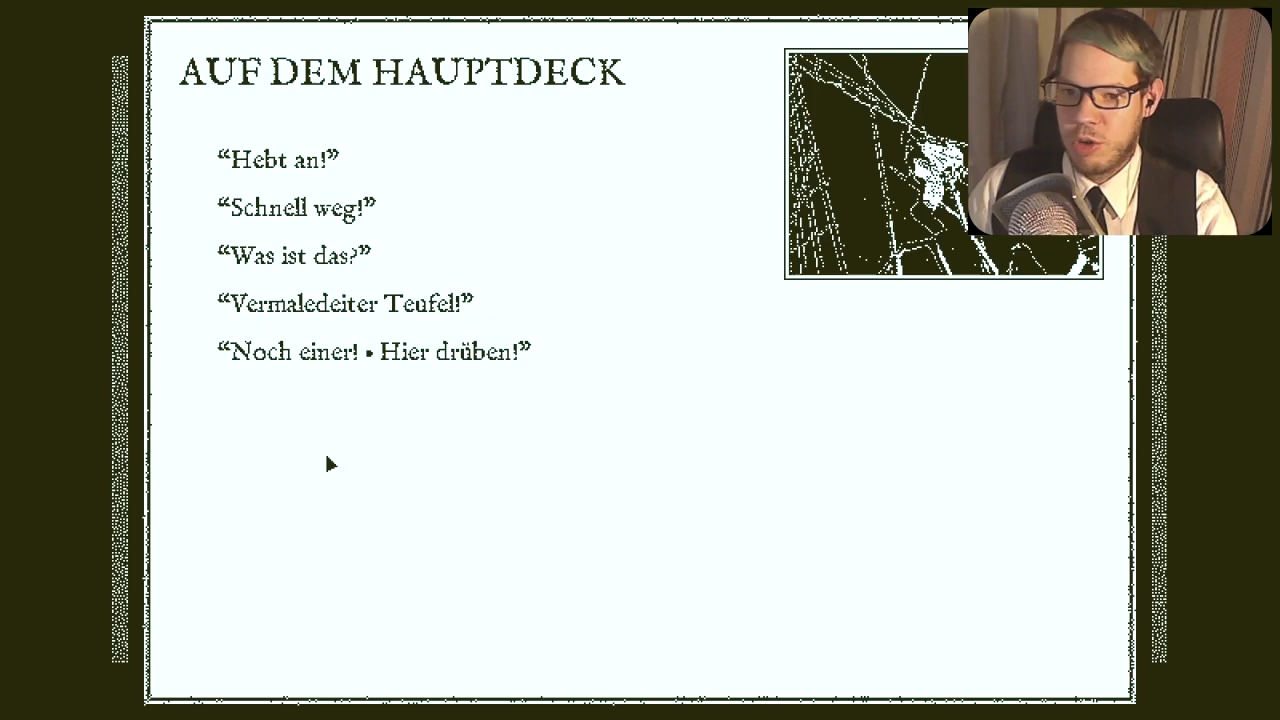 AUF DEM HAUPTDECK
“Hebt an!”
“Schnell weg!”
“Was ist das?”
“Vermaledeiter Teufel!”
“Noch einer! • Hier drüben!”